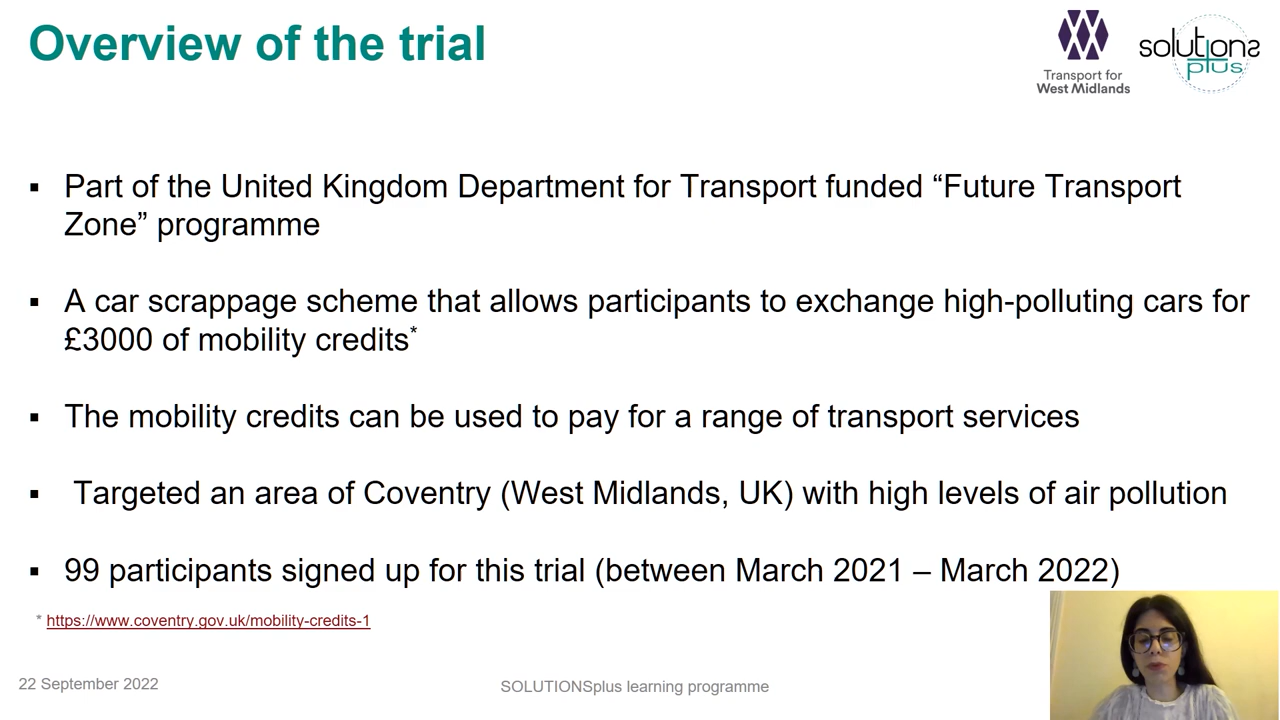 Overview of the trial
Transport for
West Midlands
solutions
plus
▪ Part of the United Kingdom Department for Transport funded “Future Transport
Zone” programme
▪ A car scrappage scheme that allows participants to exchange high-polluting cars for
£3000 of mobility credits*
▪ The mobility credits can be used to pay for a range of transport services
▪ Targeted an area of Coventry (West Midlands, UK) with high levels of air pollution
▪ 99 participants signed up for this trial (between March 2021 – March 2022)
* https://www.coventry.gov.uk/mobility-credits-1
22 September 2022
SOLUTIONSplus learning programme